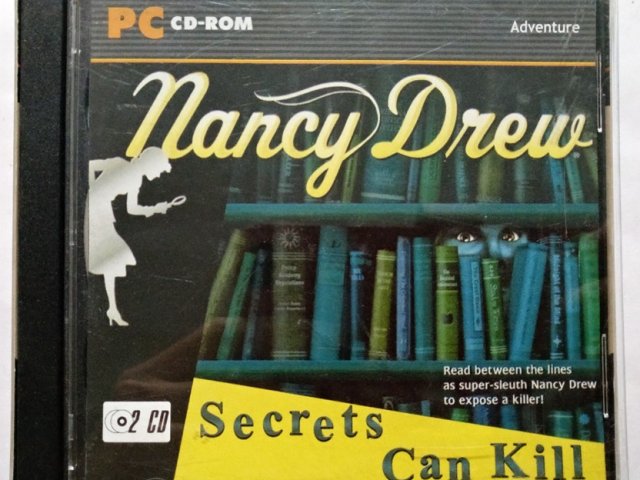 PC CD-ROM
Adventure
Nancy Drew
Read between the lines
as super-sleuth Nancy Drew
to expose a killer!
2 CD
Secrets
Can Kill